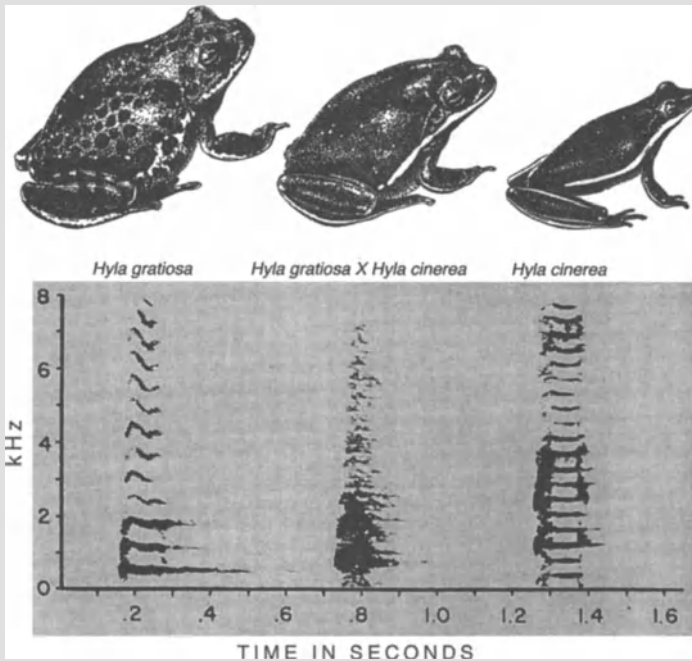 Hyla gratiosa
Hyla gratiosa X Hyla cinerea
Hyla cinerea
8
6
4
2
0
kHz
.2
.4
.6
.8
1.0
1.2
1.4
1.6
TIME IN SECONDS